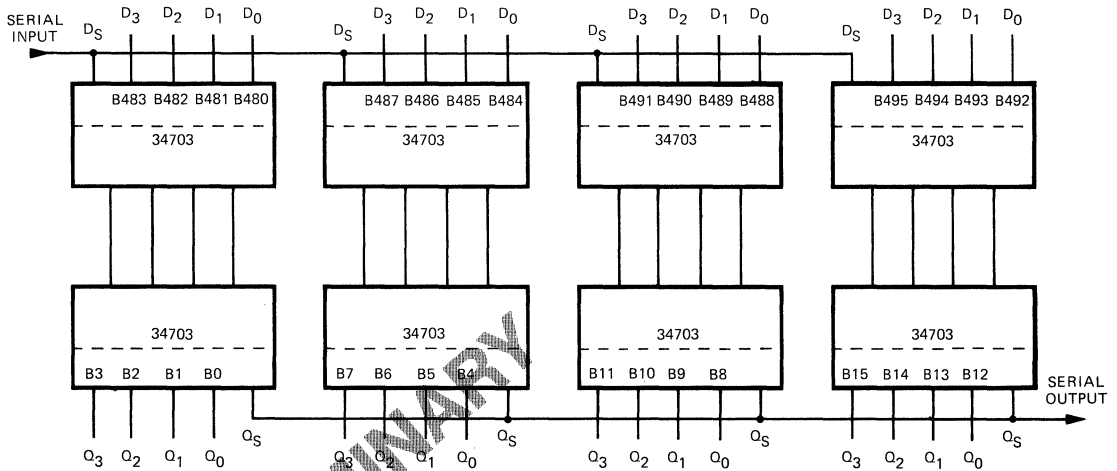 SERIAL
INPUT
D3 D2 D1 D0
D3 D2 D1 D0
D3 D2 D1 D0
D3 D2 D1 D0
DS
DS
DS
DS
B483 B482 B481 B480
B487 B486 B485 B484
B491 B490 B489 B488
B495 B494 B493 B492
34703
34703
34703
34703
34703
34703
34703
34703
B3 B2 B1 B0
B7 B6 B5 B4
B11 B10 B9 B8
B15 B14 B13 B12
SERIAL
OUTPUT
QS
QS
QS
QS
Q3 Q2 Q1 Q0
Q3 Q2 Q1 Q0
Q3 Q2 Q1 Q0
Q3 Q2 Q1 Q0